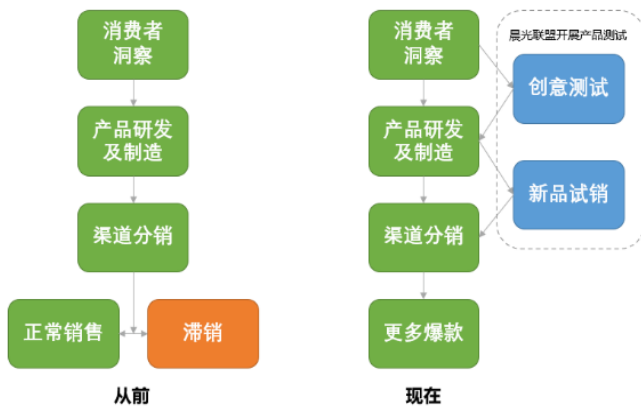 消费者
洞察
产品研发
及制造
渠道分销
正常销售
滞销
从前
消费者
洞察
产品研发
及制造
渠道分销
更多爆款
现在
晨光联盟开展产品测试
创意测试
新品试销